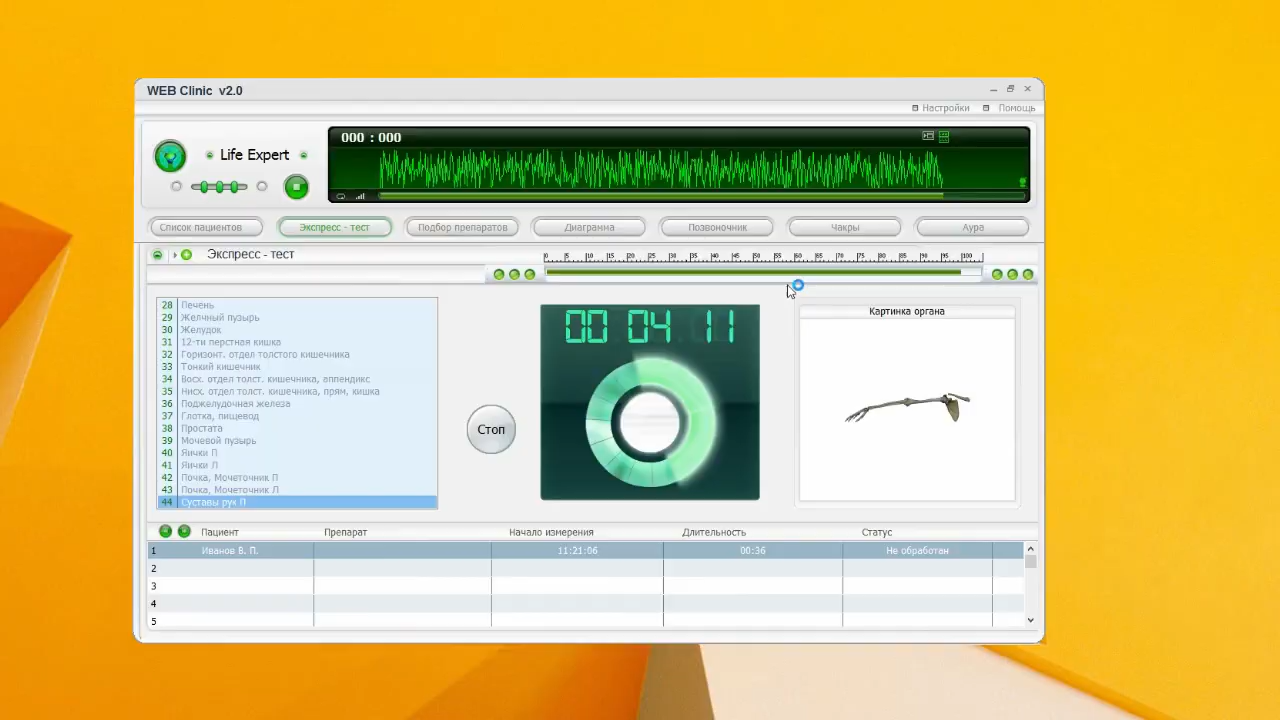 WEB Clinic v2.0
Настройки Помощь
Life Expert
000 : 000
Список пациентов Экспресс - тест Подбор препаратов Диаграмма Позвоночник Чакры Аура
Экспресс - тест
0 5 10 15 20 25 30 35 40 45 50 55 60 65 70 75 80 85 90 95 100
28 Печень
29 Желчный пузырь
30 Желудок
31 12-ти перстная кишка
32 Горизонт. отдел толстого кишечника
33 Тонкий кишечник
34 Восх. отдел толст. кишечника, аппендикс
35 Нисх. отдел толст. кишечника, прям, кишка
36 Поджелудочная железа
37 Глотка, пищевод
38 Простата
39 Мочевой пузырь
40 Яички П
41 Яички Л
42 Почка, Мочеточник П
43 Почка, Мочеточник Л
44 Суставы рук П
Стоп
00 04 11
Картинка органа
Пациент Препарат Начало измерения Длительность Статус
1 Иванов В. П. 11:21:06 00:36 Не обработан
2
3
4
5